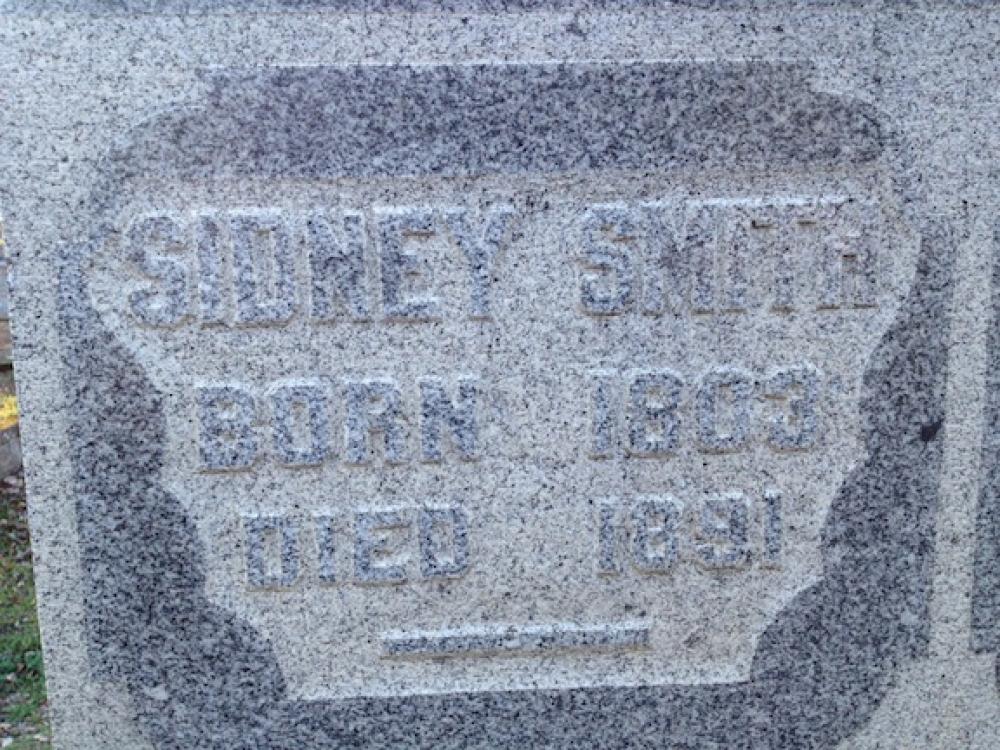 SIDNEY SMITH
BORN 1803
DIED 1891